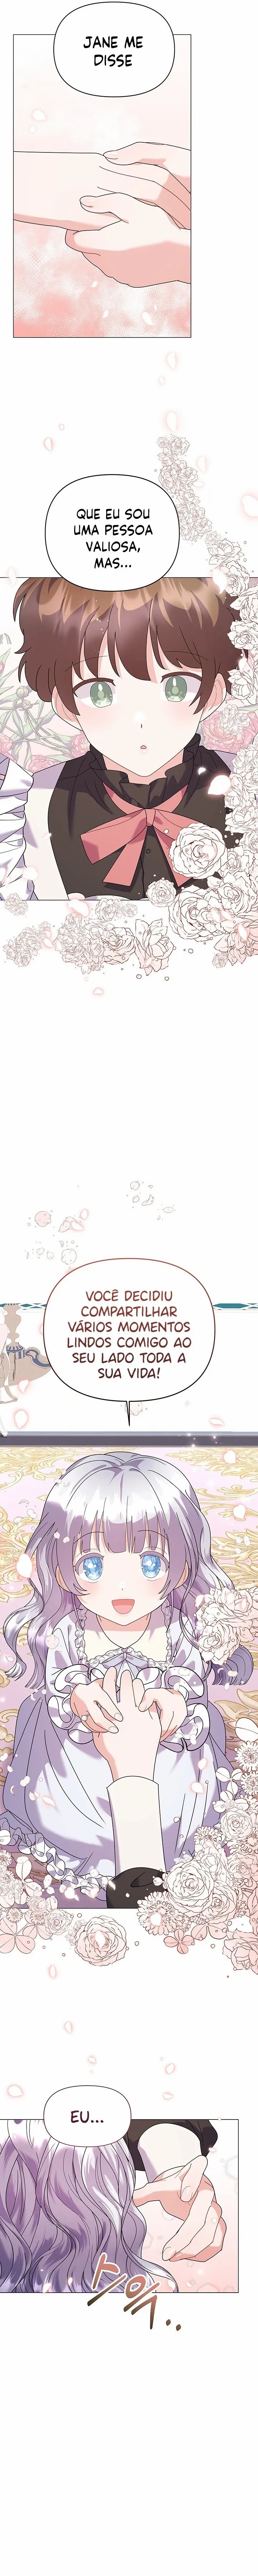 JANE ME
DISSE
QUE EU SOU
UMA PESSOA
VALIOSA,
MAS...
VOCÊ DECIDIU
COMPARTILHAR
VÁRIOS MOMENTOS
LINDOS COMIGO AO
SEU LADO TODA A
SUA VIDA!
EU...